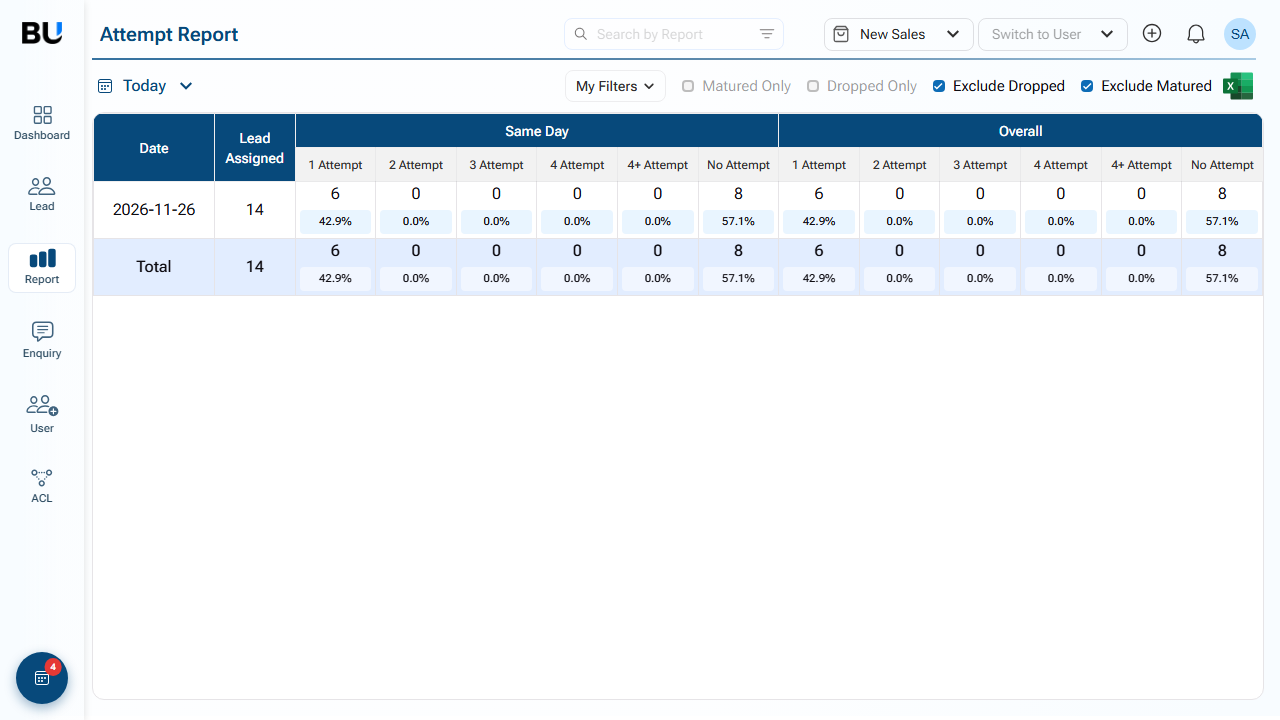 BU
Attempt Report
Search by Report
New Sales
Switch to User
SA
Today
My Filters
Matured Only
Dropped Only
Exclude Dropped
Exclude Matured
X
Dashboard
Lead
Report
Enquiry
User
ACL
4
Date Lead Assigned Same Day Overall
1 Attempt 2 Attempt 3 Attempt 4 Attempt 4+ Attempt No Attempt 1 Attempt 2 Attempt 3 Attempt 4 Attempt 4+ Attempt No Attempt
2026-11-26 14 6 0 0 0 0 8 6 0 0 0 0 8
42.9% 0.0% 0.0% 0.0% 0.0% 57.1% 42.9% 0.0% 0.0% 0.0% 0.0% 57.1%
Total 14 6 0 0 0 0 8 6 0 0 0 0 8
42.9% 0.0% 0.0% 0.0% 0.0% 57.1% 42.9% 0.0% 0.0% 0.0% 0.0% 57.1%